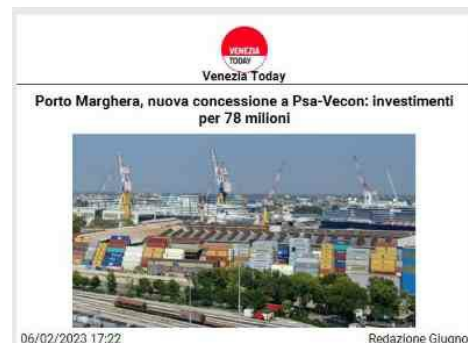 VENEZIA
TODAY
Venezia Today
Porto Marghera, nuova concessione a Psa-Vecon: investimenti
per 78 milioni
06/02/2023 17:22
Redazione Giugno